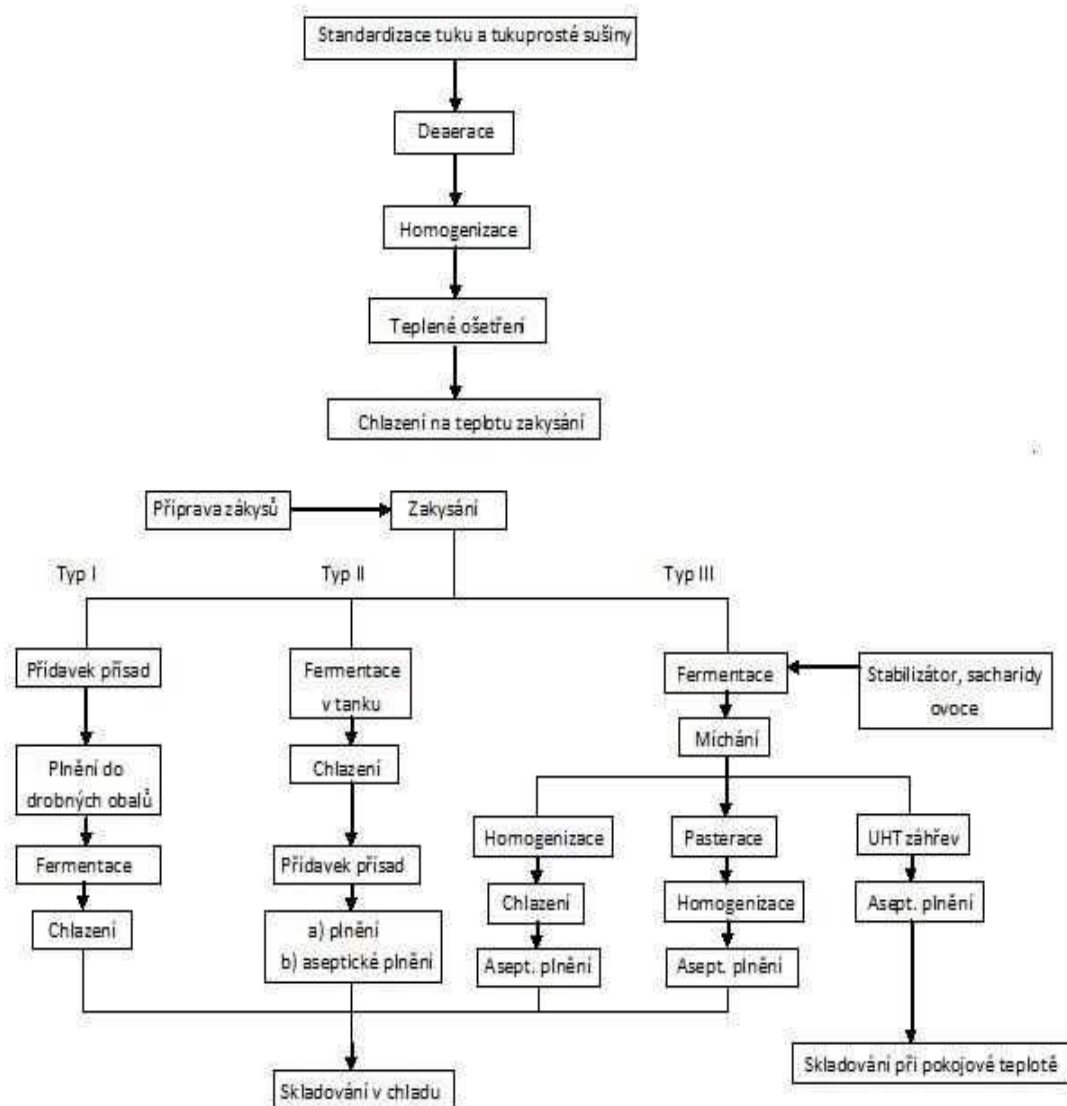 Standardizace tuku a tukuprosté sušiny
Deaerace
Homogenizace
Teplené ošetření
Chlazení na teplotu zakysání
Příprava zákysů
Zakysání
Typ I
Typ II
Typ III
Přídavek přísad
Plnění do
drobných obalů
Fermentace
Chlazení
Fermentace
v tanku
Chlazení
Přídavek přísad
a) plnění
b) aseptické plnění
Fermentace
Stabilizátor, sacharidy
ovoce
Míchání
Homogenizace
Chlazení
Asept. plnění
Pasterace
Homogenizace
Asept. plnění
UHT záhřev
Asept. plnění
Skladování v chladu
Skladování při pokojové teplotě